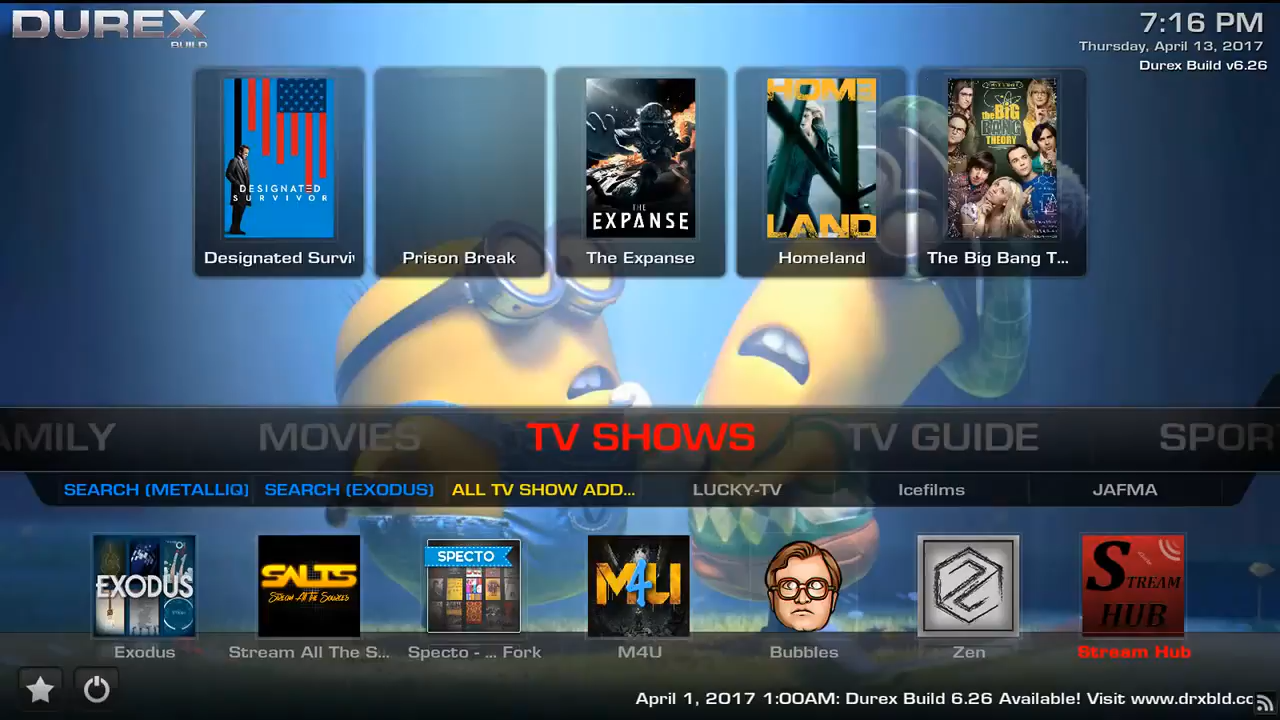 DUREX
BUILD
7:16 PM
Thursday, April 13, 2017
Durex Build v6.26
DESIGNATED
SURVIVOR
THE
EXPANSE
HOME
LAND
the BIG
BANG
THEORY
Designated Survi
Prison Break
The Expanse
Homeland
The Big Bang T...
AMILY
MOVIES
TV SHOWS
TV GUIDE
SPOR
SEARCH (METALLIQ)
SEARCH (EXODUS)
ALL TV SHOW ADD...
LUCKY-TV
Icefilms
JAFMA
EXODUS
SALTS
Stream All The Sources
SPECTO
M4U
STREAM
HUB
Exodus
Stream All The S...
Specto - ... Fork
M4U
Bubbles
Zen
Stream Hub
April 1, 2017 1:00AM: Durex Build 6.26 Available! Visit www.drxbld.co